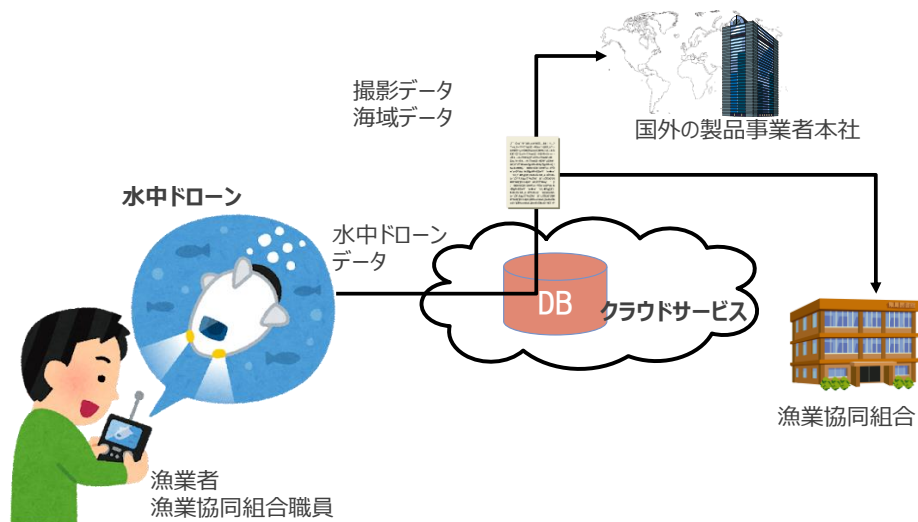 撮影データ
海域データ
国外の製品事業者本社
水中ドローン
水中ドローン
データ
DB
クラウドサービス
漁業協同組合
漁業者
漁業協同組合職員